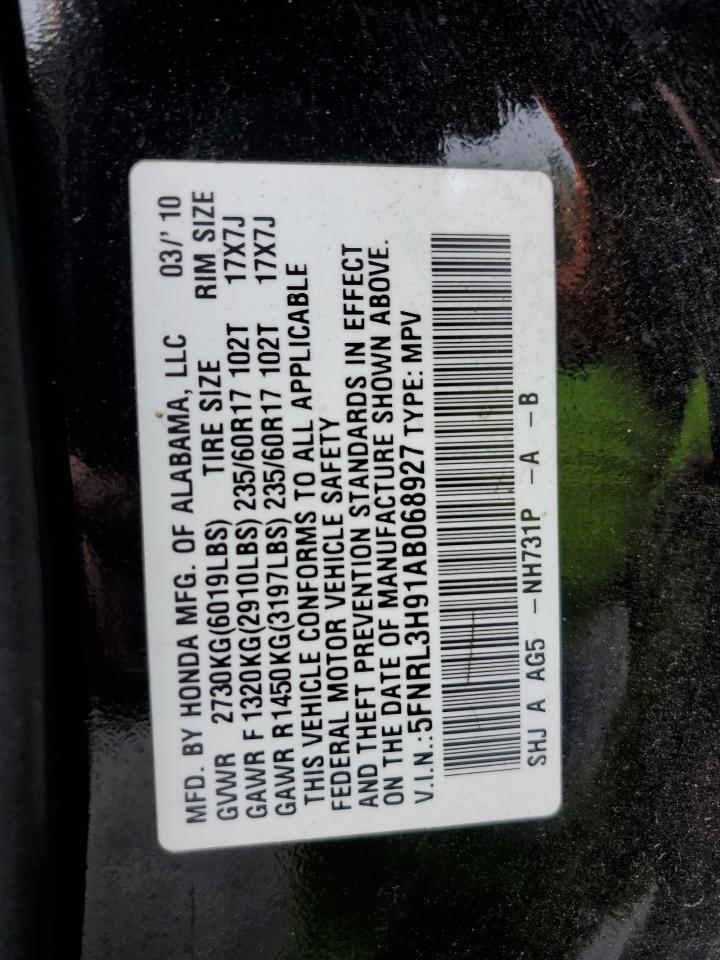 MFD. BY HONDA MFG. OF ALABAMA, LLC 03/'10
GVWR 2730KG(6019LBS) TIRE SIZE RIM SIZE
GAWR F 1320KG(2910LBS) 235/60R17 102T 17X7J
GAWR R 1450KG(3197LBS) 235/60R17 102T 17X7J
THIS VEHICLE CONFORMS TO ALL APPLICABLE
FEDERAL MOTOR VEHICLE SAFETY
AND THEFT PREVENTION STANDARDS IN EFFECT
ON THE DATE OF MANUFACTURE SHOWN ABOVE.
V.I.N.:5FNRL3H91AB068927 TYPE: MPV
SHJ A AG5 -NH731P -A -B